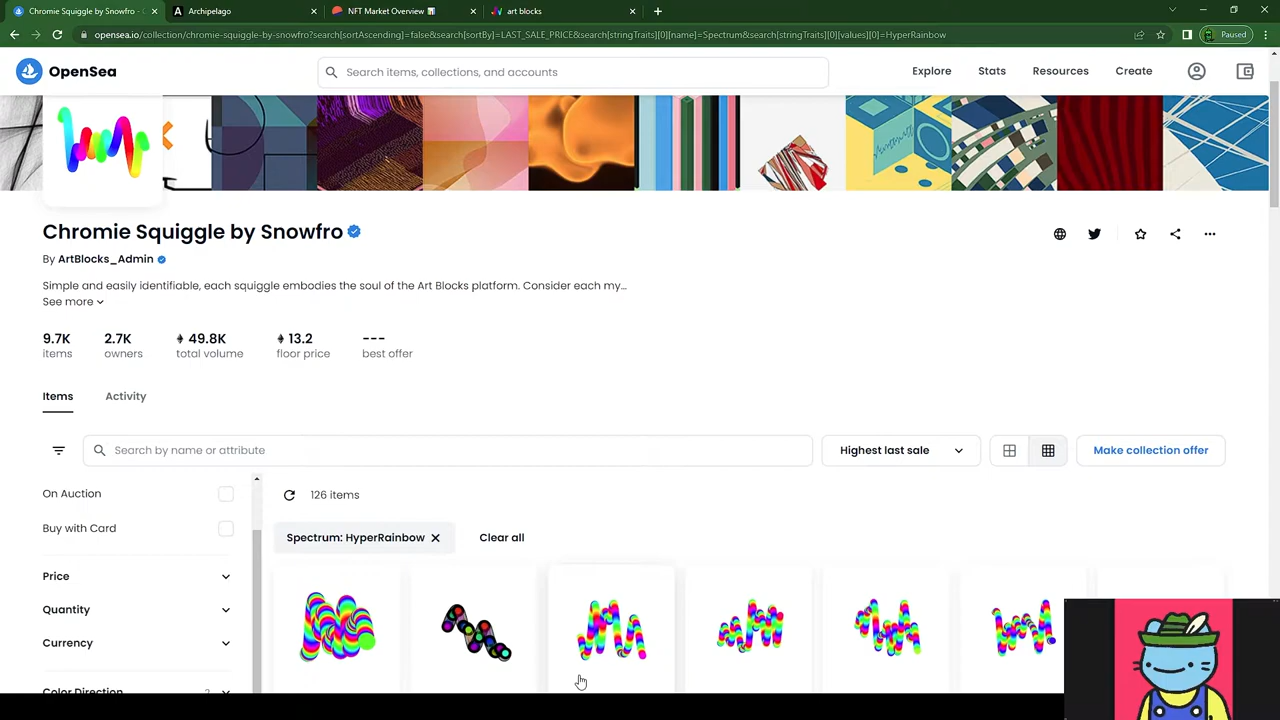 Chromie Squiggle by Snowfro - C
Archipelago
NFT Market Overview
art blocks
opensea.io/collection/chromie-squiggle-by-snowfro?search[sortAscending]=false&search[sortBy]=LAST_SALE_PRICE&search[stringTraits][0][name]=Spectrum&search[stringTraits][0][values][0]=HyperRainbow
Paused
OpenSea
Search items, collections, and accounts
Explore
Stats
Resources
Create
Chromie Squiggle by Snowfro
By ArtBlocks_Admin
Simple and easily identifiable, each squiggle embodies the soul of the Art Blocks platform. Consider each my...
See more
9.7K 2.7K 49.8K 13.2 ---
items owners total volume floor price best offer
Items Activity
Search by name or attribute
Highest last sale
Make collection offer
On Auction
126 items
Buy with Card
Spectrum: HyperRainbow
Clear all
Price
Quantity
Currency
Color Direction 2